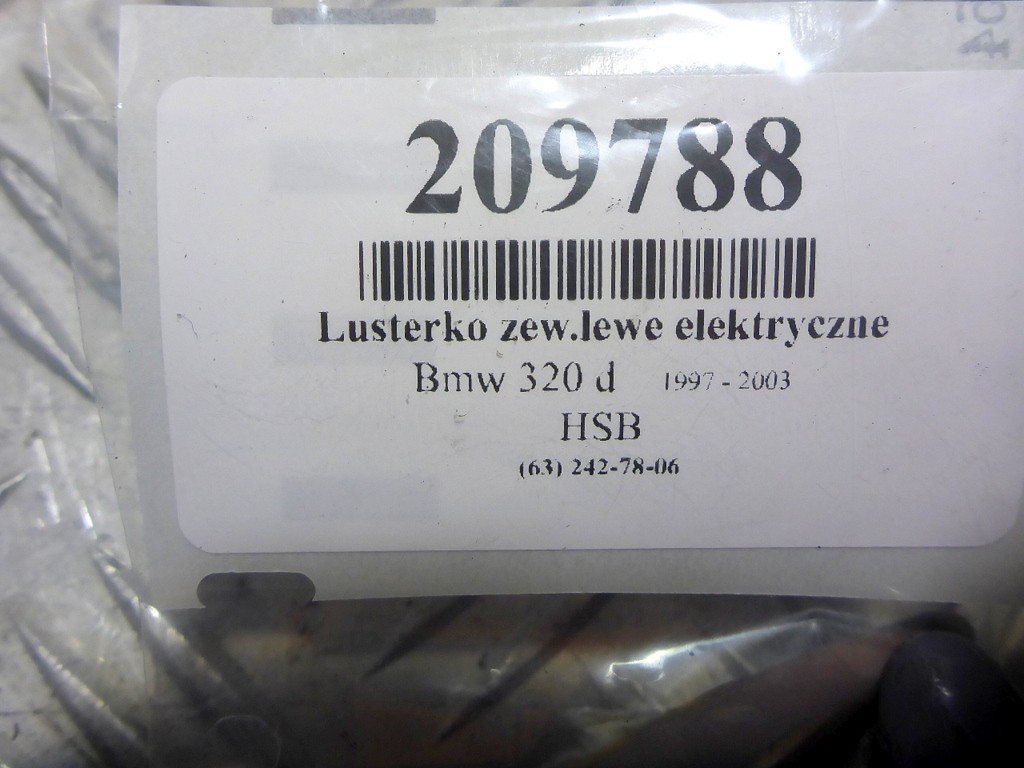 209788
Lusterko zew.lewe elektryczne
Bmw 320 d 1997 - 2003
HSB
(63) 242-78-06